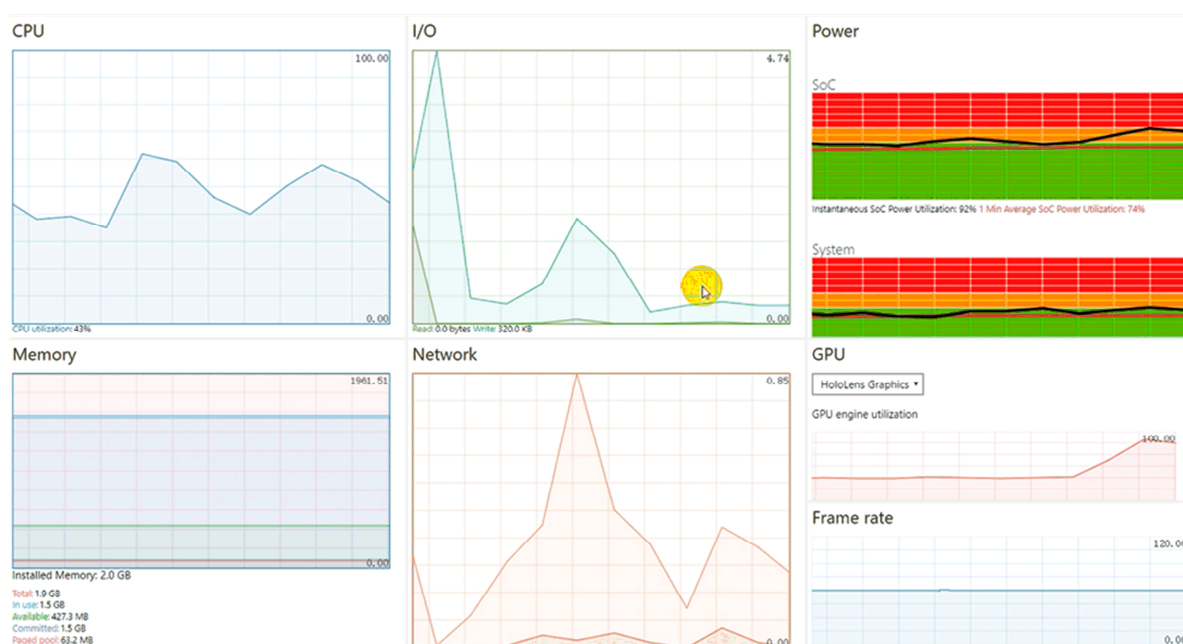 CPU
100.00
0.00
CPU utilization: 43%
I/O
4.74
0.00
Read: 0.0 bytes Write: 320.0 KB
Power
SoC
Instantaneous SoC Power Utilization: 92% 1 Min Average SoC Power Utilization: 74%
System
Memory
1961.51
0.00
Installed Memory: 2.0 GB
Total: 1.9 GB
In use: 1.5 GB
Available: 427.3 MB
Committed: 1.5 GB
Paged pool: 63.2 MB
Network
0.85
0.00
GPU
HoloLens Graphics
GPU engine utilization
100.00
Frame rate
120.00
0.00